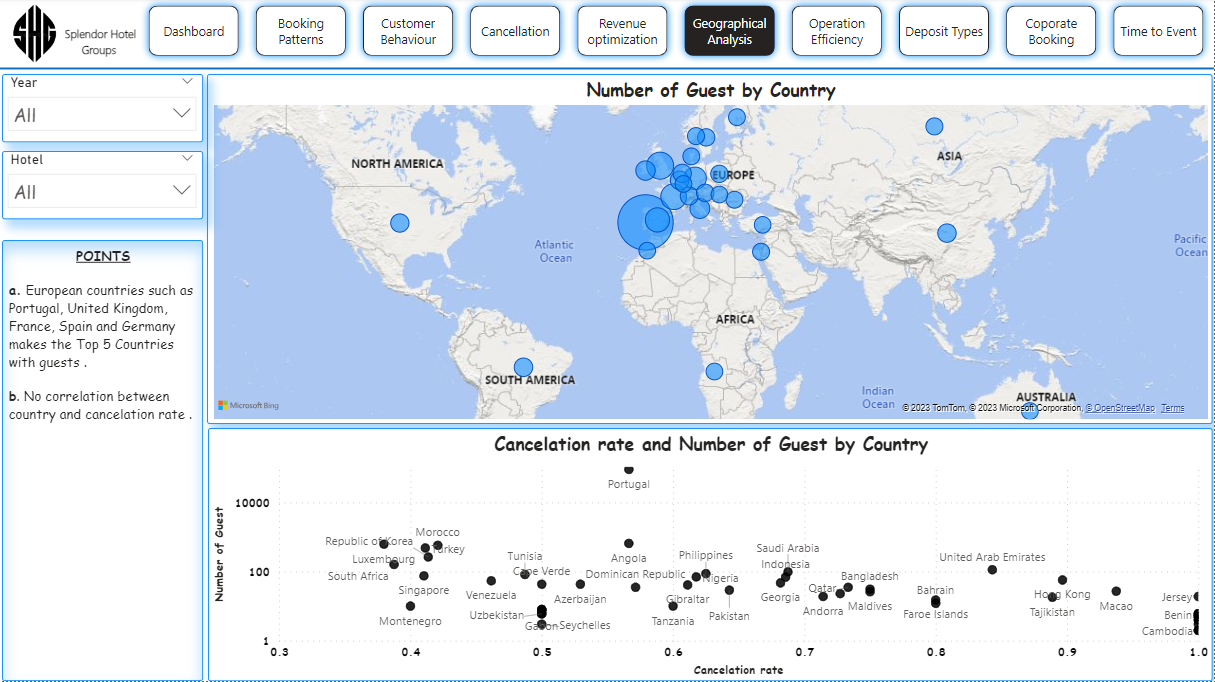 SHG
Splendor Hotel
Groups
Dashboard
Booking
Patterns
Customer
Behaviour
Cancellation
Revenue
optimization
Geographical
Analysis
Operation
Efficiency
Deposit Types
Coporate
Booking
Time to Event
Year
All
Hotel
All
POINTS
a. European countries such as
Portugal, United Kingdom,
France, Spain and Germany
makes the Top 5 Countries
with guests .
b. No correlation between
country and cancelation rate .
Number of Guest by Country
NORTH AMERICA
EUROPE
ASIA
Atlantic
Ocean
Pacific
Ocean
AFRICA
SOUTH AMERICA
Indian
Ocean
AUSTRALIA
Microsoft Bing
© 2023 TomTom, © 2023 Microsoft Corporation, © OpenStreetMap Terms
Cancelation rate and Number of Guest by Country
Number of Guest
10000
100
1
Portugal
Republic of Korea
Morocco
Turkey
Luxembourg
South Africa
Singapore
Montenegro
Tunisia
Cape Verde
Venezuela
Azerbaijan
Uzbekistan
Gabon
Seychelles
Angola
Dominican Republic
Philippines
Nigeria
Gibraltar
Tanzania
Pakistan
Saudi Arabia
Indonesia
Georgia
Qatar
Andorra
Bangladesh
Maldives
United Arab Emirates
Bahrain
Faroe Islands
Hong Kong
Tajikistan
Macao
Jersey
Benin
Cambodia
0.3
0.4
0.5
0.6
0.7
0.8
0.9
1.0
Cancelation rate